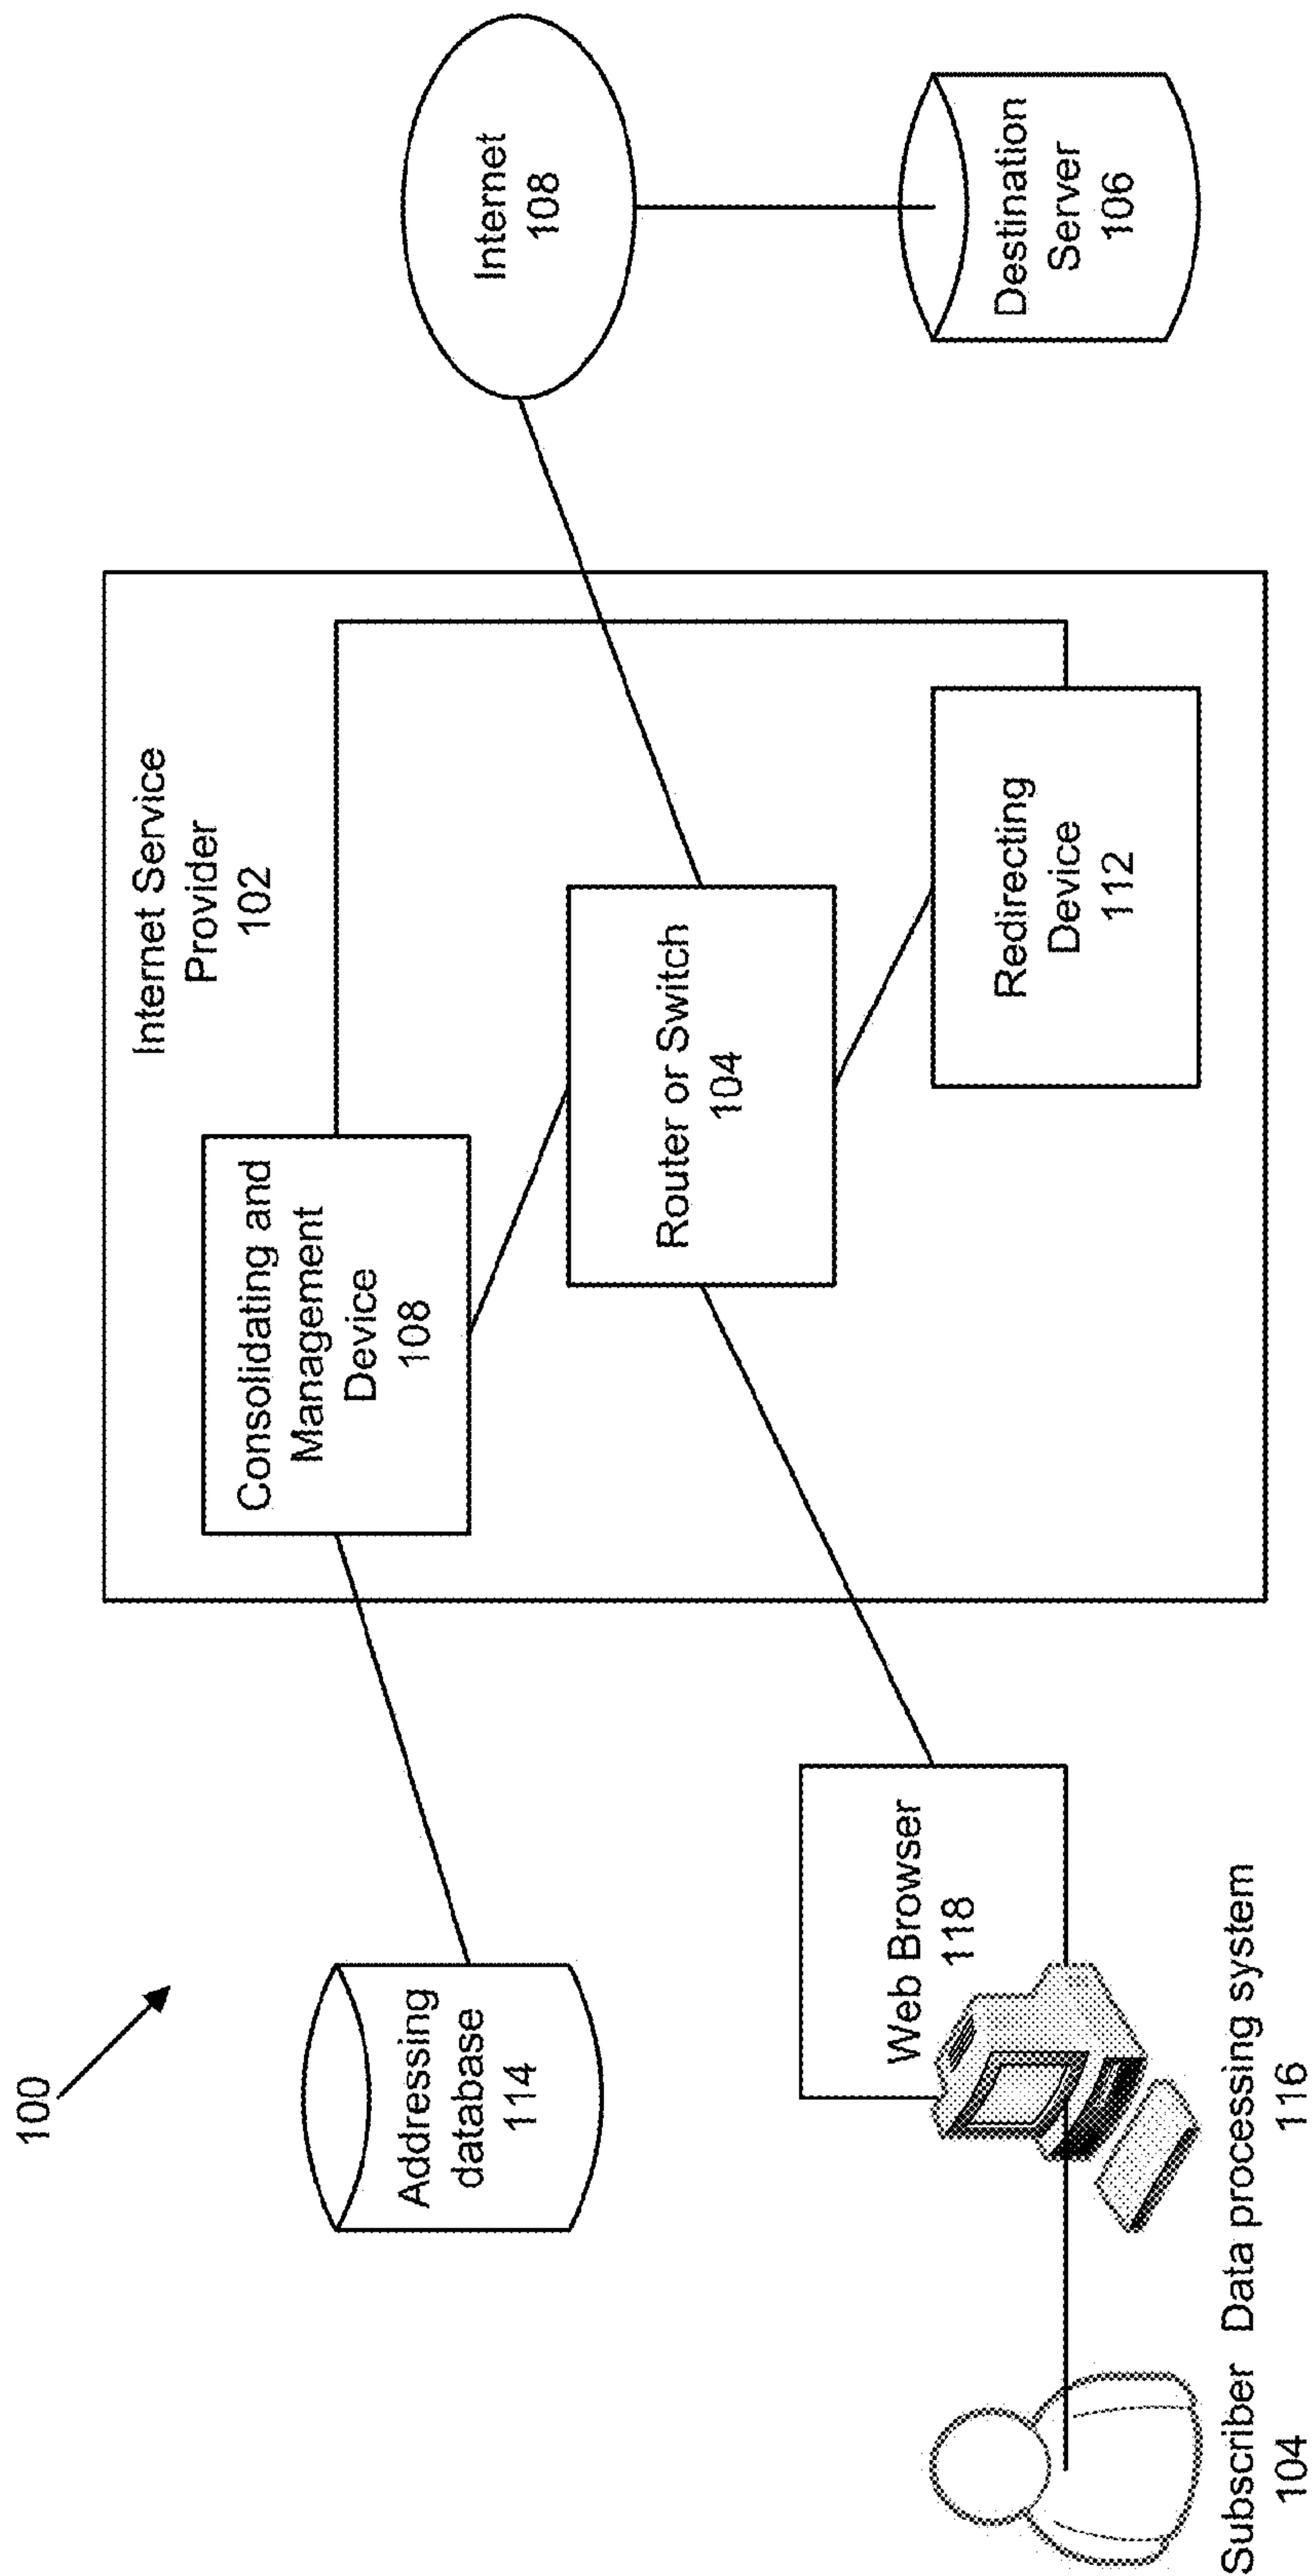 100
Internet Service
Provider
102
Addressing
database
114
Consolidating and
Management
Device
108
Internet
108
Router or Switch
104
Web Browser
118
Redirecting
Device
112
Destination
Server
106
Subscriber
104
Data processing system
116